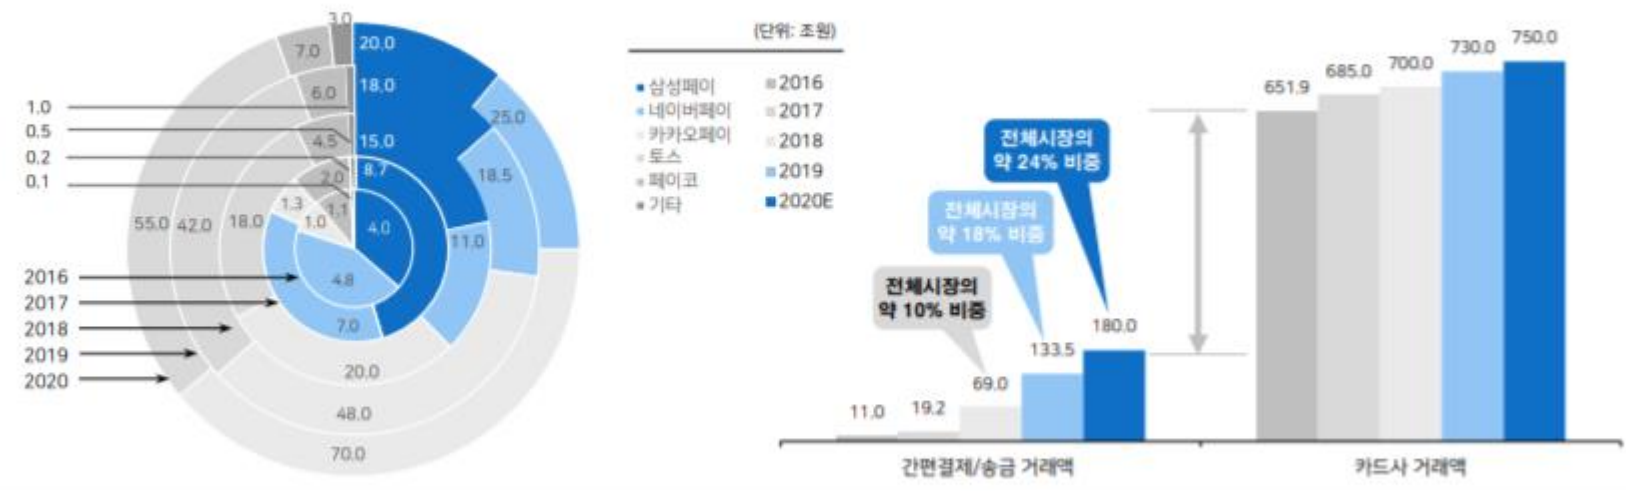 3.0
7.0
20.0
6.0
18.0
25.0
1.0
0.5
4.5
15.0
0.2
2.0
8.7
18.5
0.1
1.3
1.0
1.1
4.0
11.0
55.0 42.0 18.0
4.8
2016
2017
2018
2019
2020
7.0
20.0
48.0
70.0
(단위: 조원)
삼성페이
네이버페이
카카오페이
토스
페이코
기타
2016
2017
2018
2019
2020E
전체시장의
약 24% 비중
전체시장의
약 18% 비중
전체시장의
약 10% 비중
11.0
19.2
69.0
133.5
180.0
651.9
685.0
700.0
730.0
750.0
간편결제/송금 거래액
카드사 거래액